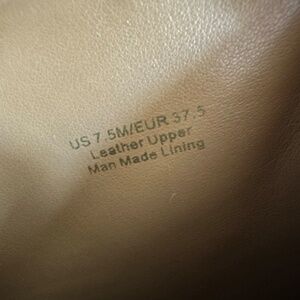 US 7.5M/EUR 37.5
Leather Upper
Man Made Lining